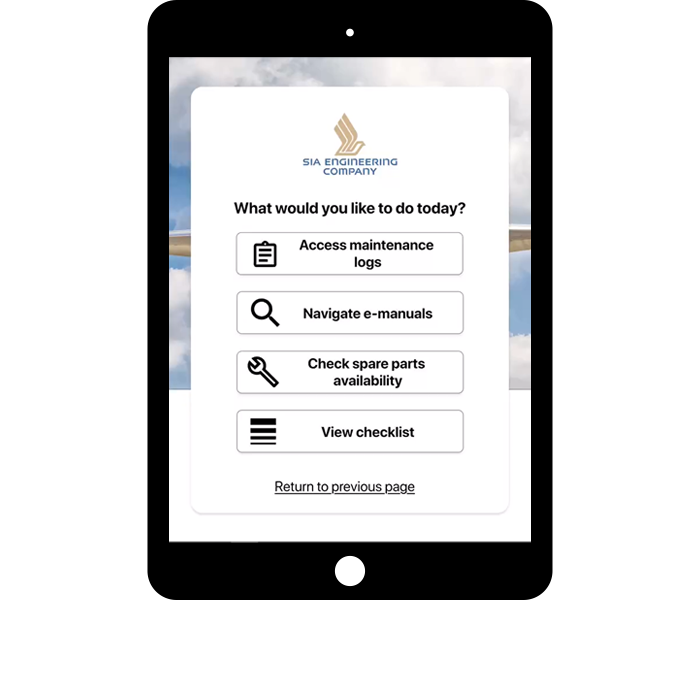 SIA ENGINEERING
COMPANY
What would you like to do today?
Access maintenance
logs
Navigate e-manuals
Check spare parts
availability
View checklist
Return to previous page